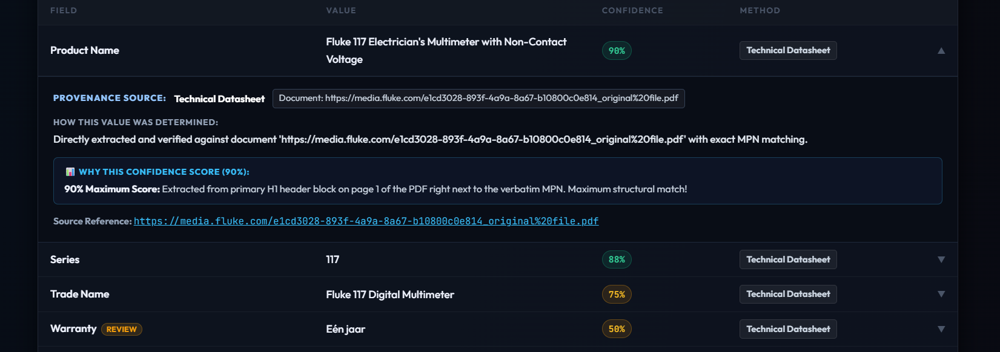 FIELD VALUE CONFIDENCE METHOD
Product Name Fluke 117 Electrician's Multimeter with Non-Contact Voltage 90% Technical Datasheet ▲
PROVENANCE SOURCE: Technical Datasheet Document: https://media.fluke.com/e1cd3028-893f-4a9a-8a67-b10800c0e814_original%20file.pdf
HOW THIS VALUE WAS DETERMINED:
Directly extracted and verified against document 'https://media.fluke.com/e1cd3028-893f-4a9a-8a67-b10800c0e814_original%20file.pdf' with exact MPN matching.
📊 WHY THIS CONFIDENCE SCORE (90%):
90% Maximum Score: Extracted from primary H1 header block on page 1 of the PDF right next to the verbatim MPN. Maximum structural match!
Source Reference: https://media.fluke.com/e1cd3028-893f-4a9a-8a67-b10800c0e814_original%20file.pdf
Series 117 88% Technical Datasheet ▼
Trade Name Fluke 117 Digital Multimeter 75% Technical Datasheet ▼
Warranty REVIEW Eén jaar 50% Technical Datasheet ▼